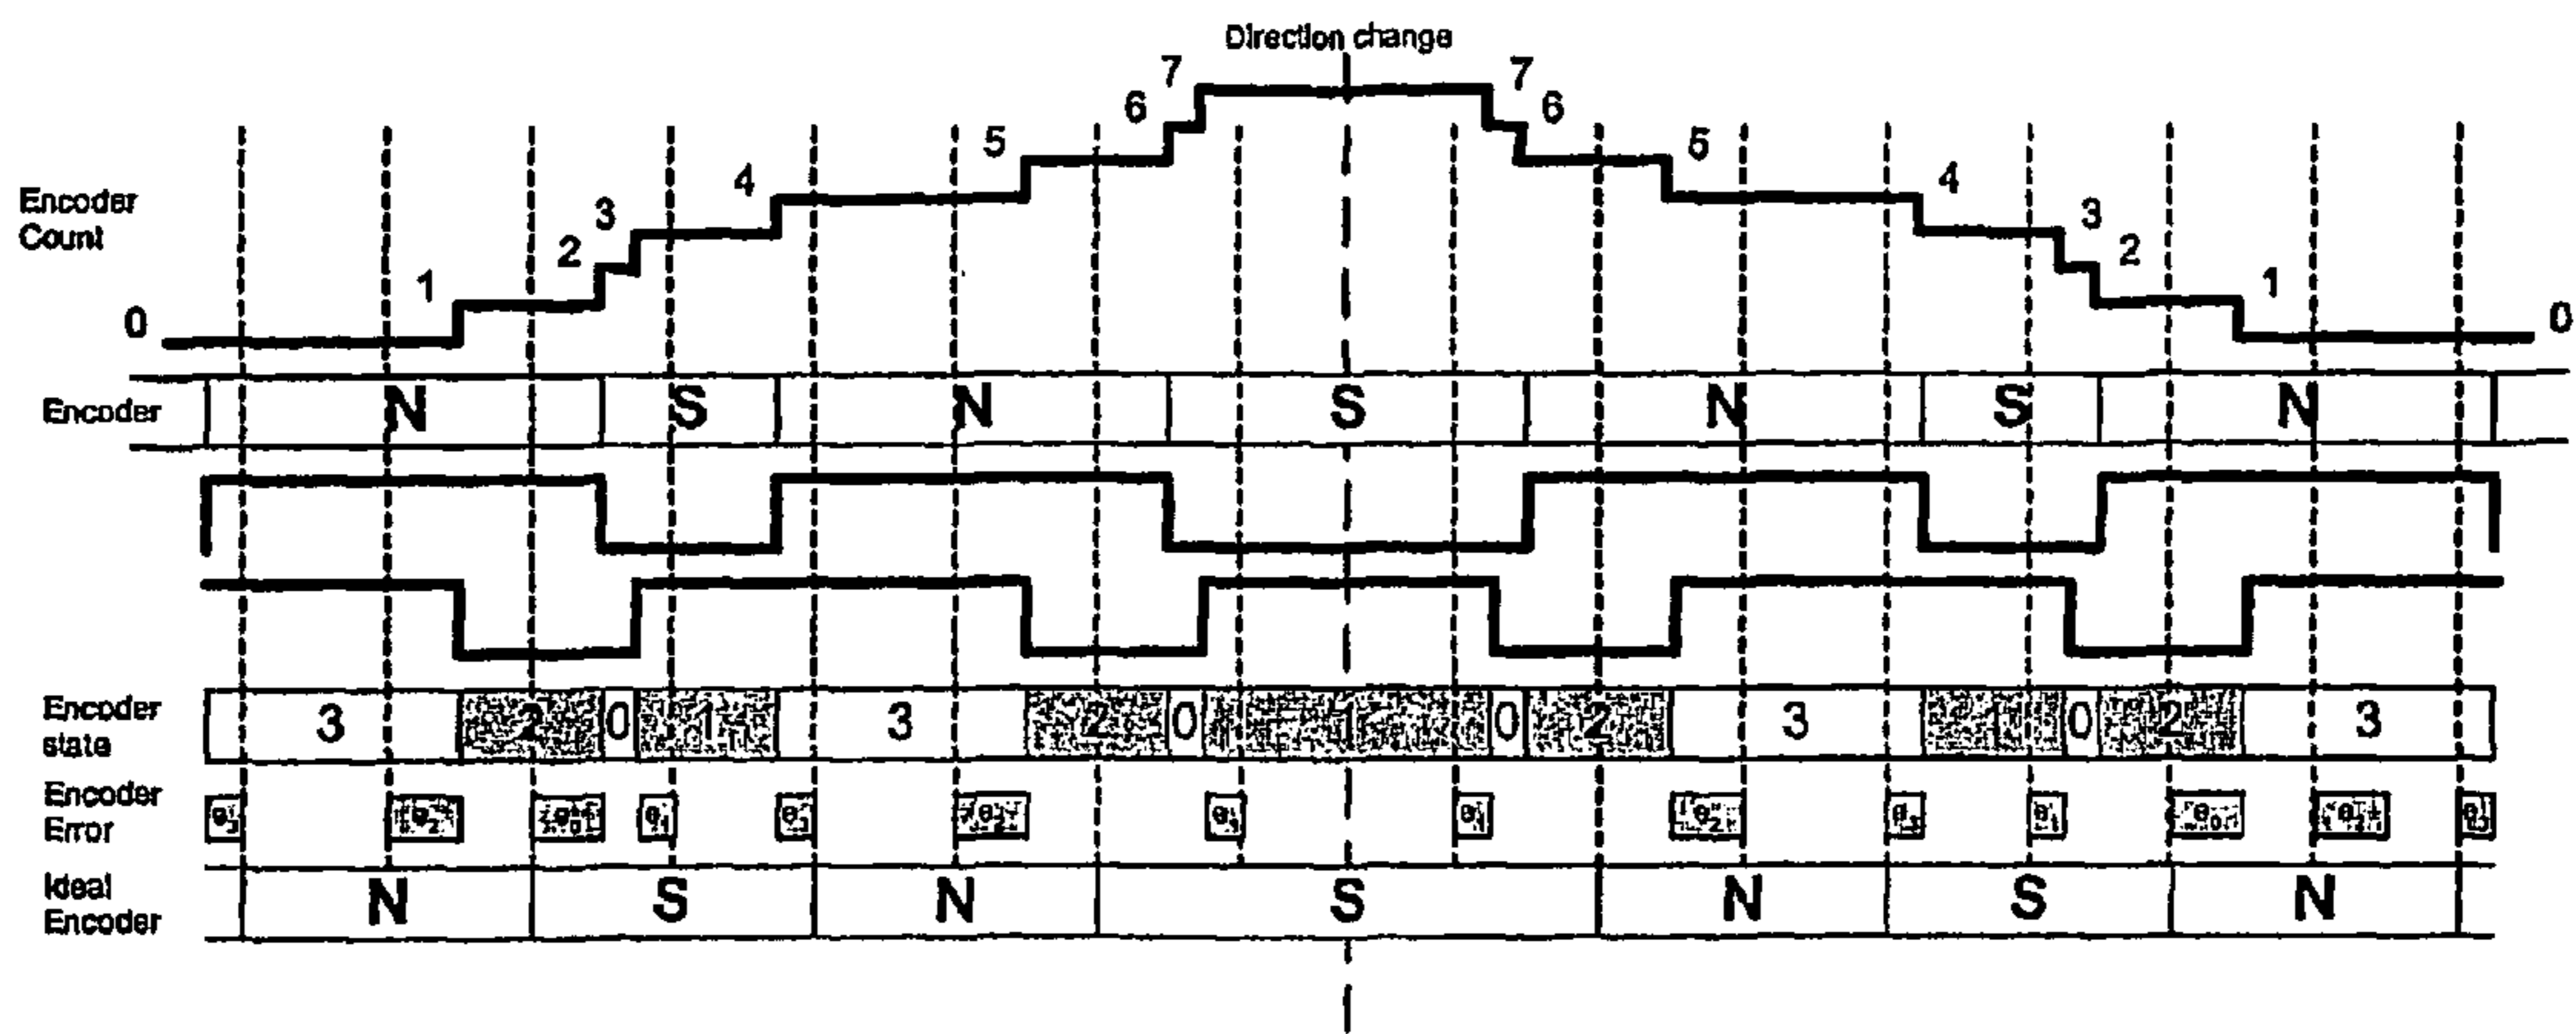 Direction change
7 7
6 6
5 5
Encoder Count
4 4
3 3
2 2
1 1
0 0
Encoder N S N S N S N
Encoder state 3 2 0 1 3 2 0 1 0 2 3 1 0 2 3
Encoder Error
Ideal Encoder N S N S N S N